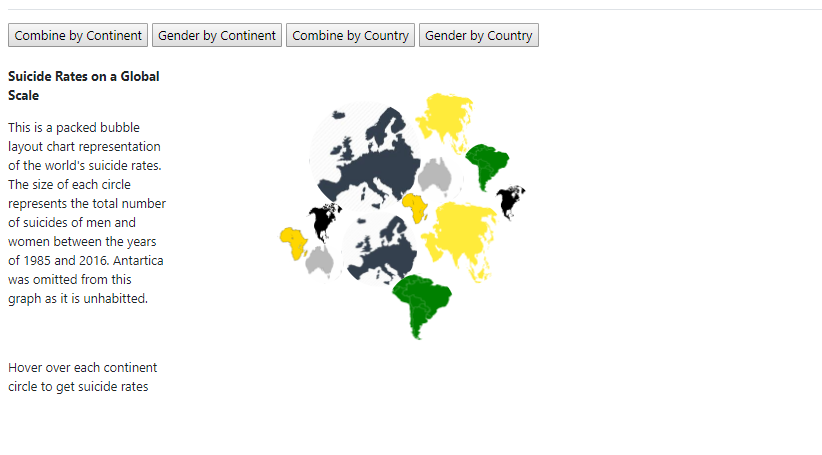 Combine by Continent Gender by Continent Combine by Country Gender by Country
Suicide Rates on a Global
Scale
This is a packed bubble
layout chart representation
of the world's suicide rates.
The size of each circle
represents the total number
of suicides of men and
women between the years
of 1985 and 2016. Antartica
was omitted from this
graph as it is unhabitted.
Hover over each continent
circle to get suicide rates